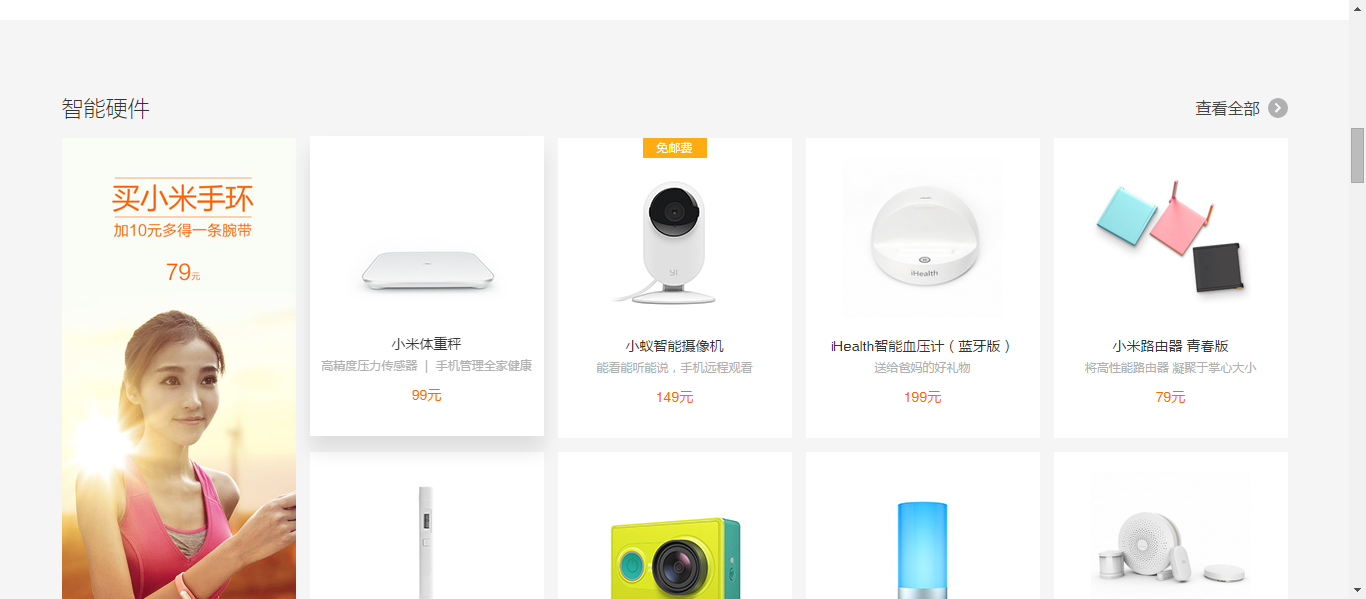 智能硬件
查看全部
买小米手环
加10元多得一条腕带
79元
小米体重秤
高精度压力传感器 | 手机管理全家健康
99元
免邮费
YI
小蚁智能摄像机
能看能听能说，手机远程观看
149元
iHealth
iHealth智能血压计（蓝牙版）
送给爸妈的好礼物
199元
小米路由器 青春版
将高性能路由器 凝聚于掌心大小
79元